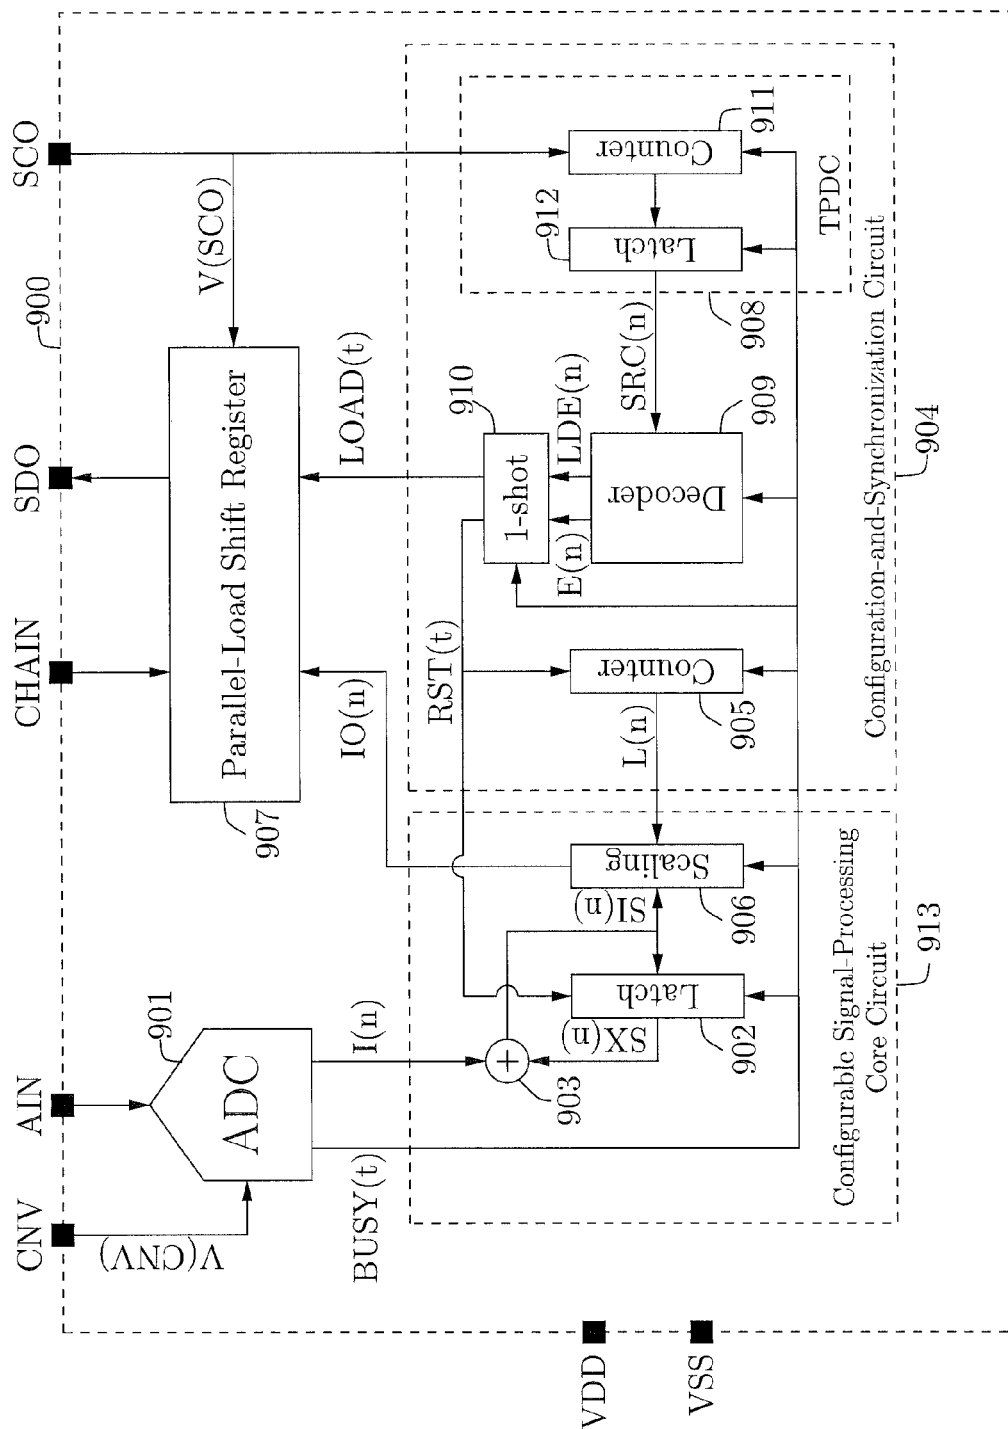 CNV
AIN
CHAIN
SDO
SCO
900
V(CNV)
ADC
901
Parallel-Load Shift Register
907
V(SCO)
BUSY(t)
I(n)
IO(n)
LOAD(t)
RST(t)
903
+
SX(n)
Latch
902
SI(n)
Scaling
906
L(n)
Counter
905
1-shot
910
E(n)
LDE(n)
Decoder
909
SRC(n)
908
Latch
912
Counter
911
TPDC
Configurable Signal-Processing
Core Circuit
913
Configuration-and-Synchronization Circuit
904
VDD
VSS